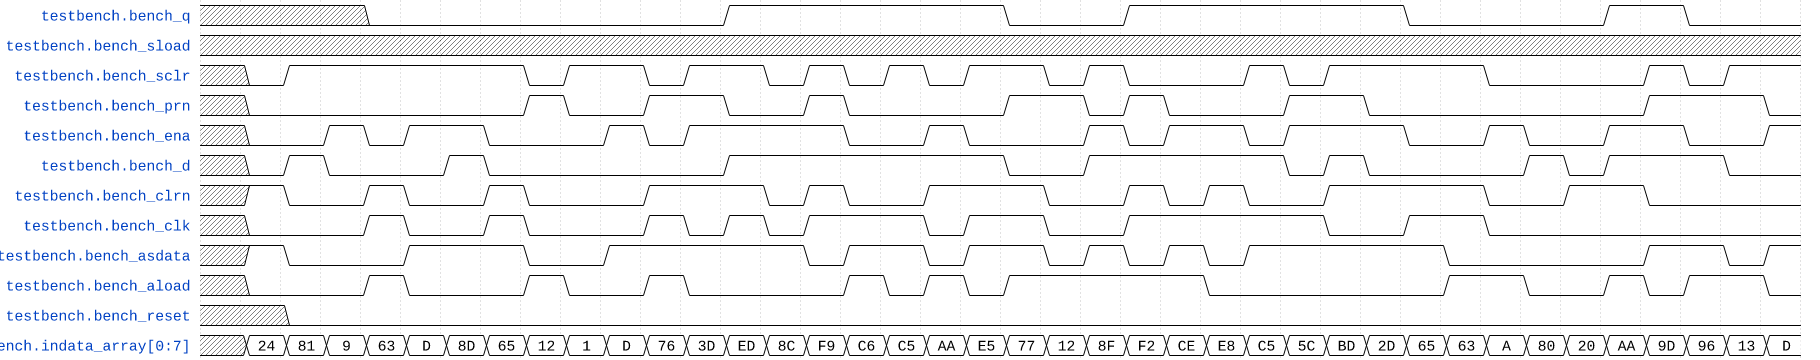 testbench.bench_q
testbench.bench_sload
testbench.bench_sclr
testbench.bench_prn
testbench.bench_ena
testbench.bench_d
testbench.bench_clrn
testbench.bench_clk
testbench.bench_asdata
testbench.bench_aload
testbench.bench_reset
ench.indata_array[0:7] 24 81 9 63 D 8D 65 12 1 D 76 3D ED 8C F9 C6 C5 AA E5 77 12 8F F2 CE E8 C5 5C BD 2D 65 63 A 80 20 AA 9D 96 13 D